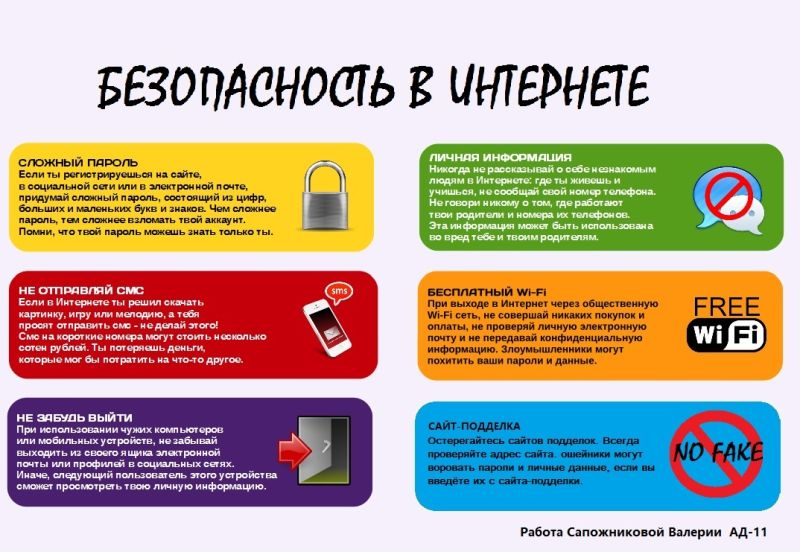 БЕЗОПАСНОСТЬ В ИНТЕРНЕТЕ
СЛОЖНЫЙ ПАРОЛЬ
Если ты регистрируешься на сайте,
в социальной сети или в электронной почте,
придумай сложный пароль, состоящий из цифр,
больших и маленьких букв и знаков. Чем сложнее
пароль, тем сложнее взломать твой аккаунт.
Помни, что твой пароль можешь знать только ты.
ЛИЧНАЯ ИНФОРМАЦИЯ
Никогда не рассказывай о себе незнакомым
людям в Интернете: где ты живешь и
учишься, не сообщай свой номер телефона.
Не говори никому о том, где работают
твои родители и номера их телефонов.
Эта информация может быть использована
во вред тебе и твоим родителям.
НЕ ОТПРАВЛЯЙ СМС
Если в Интернете ты решил скачать
картинку, игру или мелодию, а тебя
просят отправить смс - не делай этого!
Смс на короткие номера могут стоить несколько
сотен рублей. Ты потеряешь деньги,
которые мог бы потратить на что-то другое.
sms
БЕСПЛАТНЫЙ Wi-Fi
При выходе в Интернет через общественную
Wi-Fi сеть, не совершай никаких покупок и
оплаты, не проверяй личную электронную
почту и не передавай конфиденциальную
информацию. Злоумышленники могут
похитить ваши пароли и данные.
FREE
Wi Fi
НЕ ЗАБУДЬ ВЫЙТИ
При использовании чужих компьютеров
или мобильных устройств, не забывай
выходить из своего ящика электронной
почты или профилей в социальных сетях.
Иначе, следующий пользователь этого устройства
сможет просмотреть твою личную информацию.
САЙТ-ПОДДЕЛКА
Остерегайтесь сайтов подделок. Всегда
проверяйте адрес сайта. ошейники могут
воровать пароли и личные данные, если вы
введёте их с сайта-подделки.
NO FAKE
Работа Сапожниковой Валерии АД-11